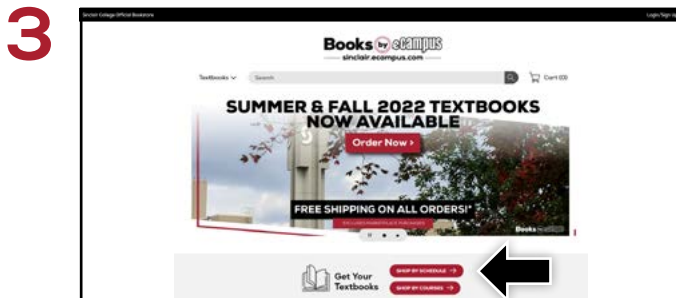 3
Sinclair College Official Bookstore
Login/Sign up
Books by eCampus
sinclair.ecampus.com
Textbooks
Search
Cart (0)
SUMMER & FALL 2022 TEXTBOOKS
NOW AVAILABLE
Order Now >
FREE SHIPPING ON ALL ORDERS!*
Books
Get Your
Textbooks
SHOP BY SCHEDULE →
SHOP BY COURSES →